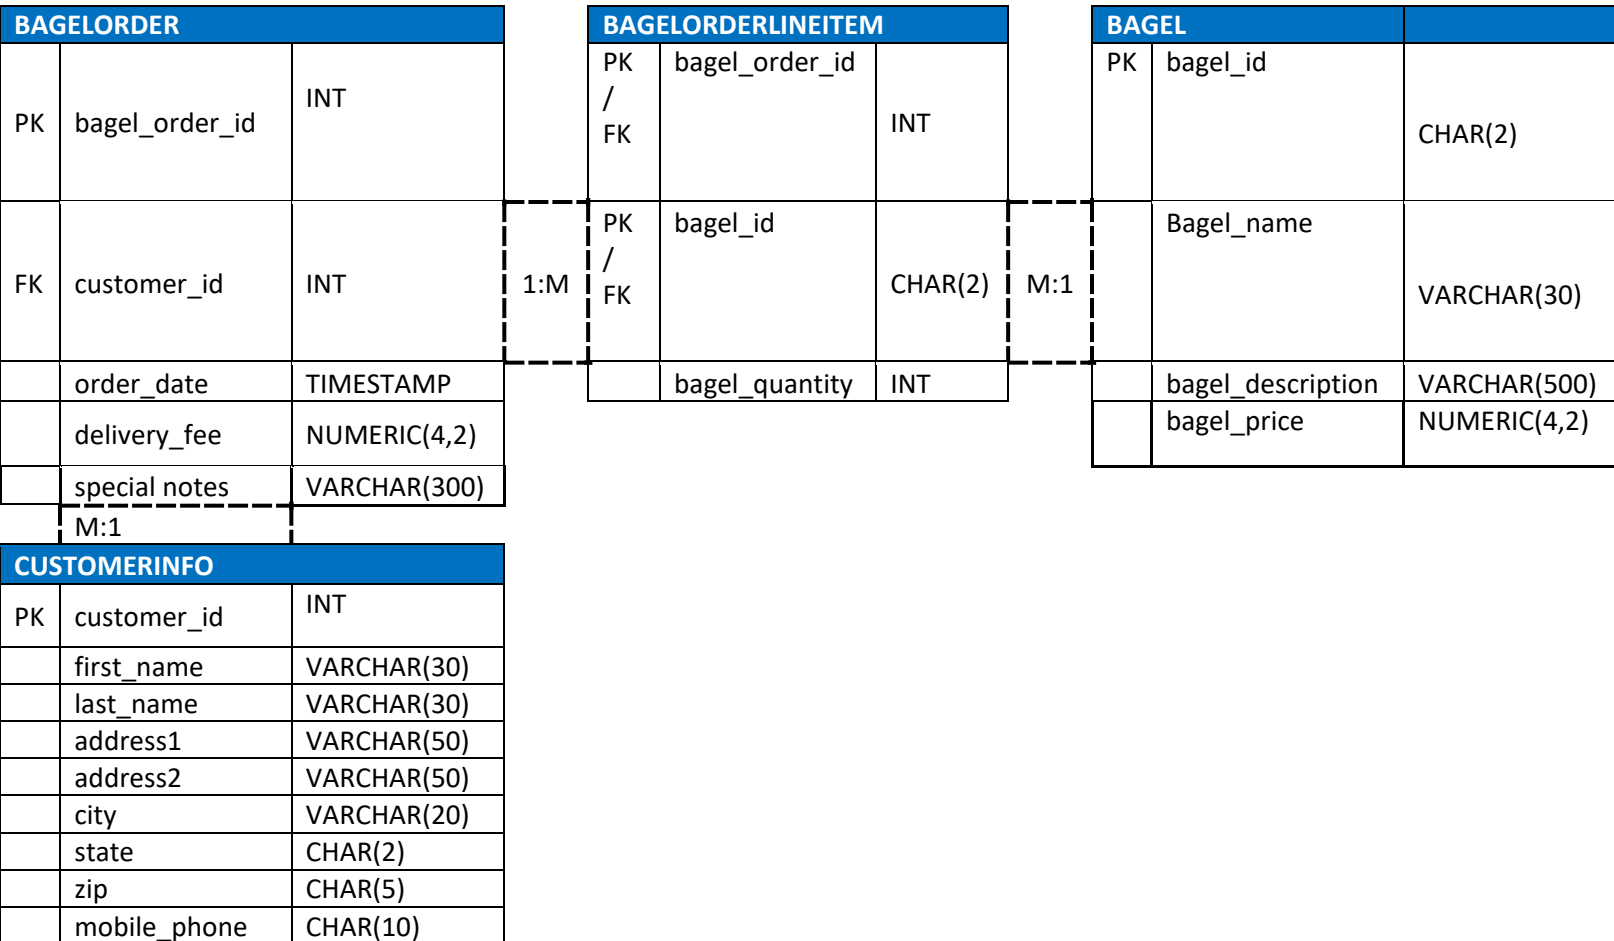 BAGELORDER
PK bagel_order_id INT
FK customer_id INT
order_date TIMESTAMP
delivery_fee NUMERIC(4,2)
special notes VARCHAR(300)
1:M
BAGELORDERLINEITEM
PK / FK bagel_order_id INT
PK / FK bagel_id CHAR(2)
bagel_quantity INT
M:1
BAGEL
PK bagel_id CHAR(2)
Bagel_name VARCHAR(30)
bagel_description VARCHAR(500)
bagel_price NUMERIC(4,2)
M:1
CUSTOMERINFO
PK customer_id INT
first_name VARCHAR(30)
last_name VARCHAR(30)
address1 VARCHAR(50)
address2 VARCHAR(50)
city VARCHAR(20)
state CHAR(2)
zip CHAR(5)
mobile_phone CHAR(10)